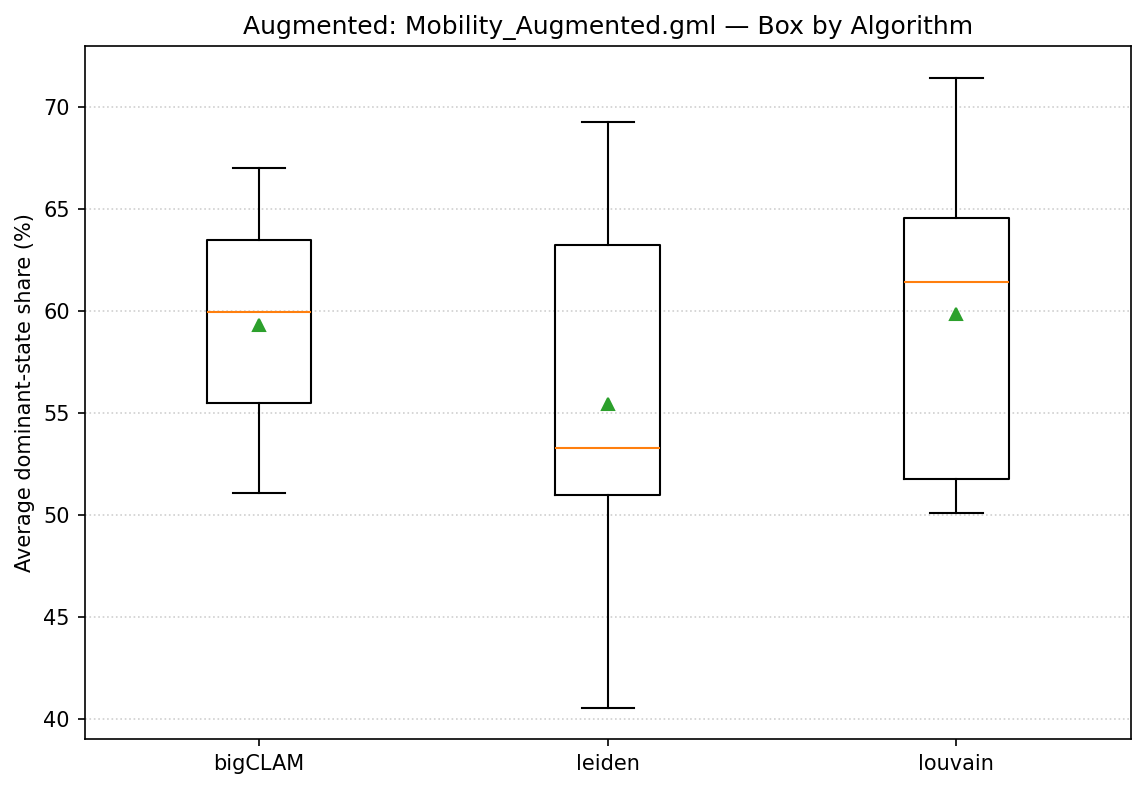 Augmented: Mobility_Augmented.gml — Box by Algorithm
Average dominant-state share (%)
70
65
60
55
50
45
40
bigCLAM
leiden
louvain